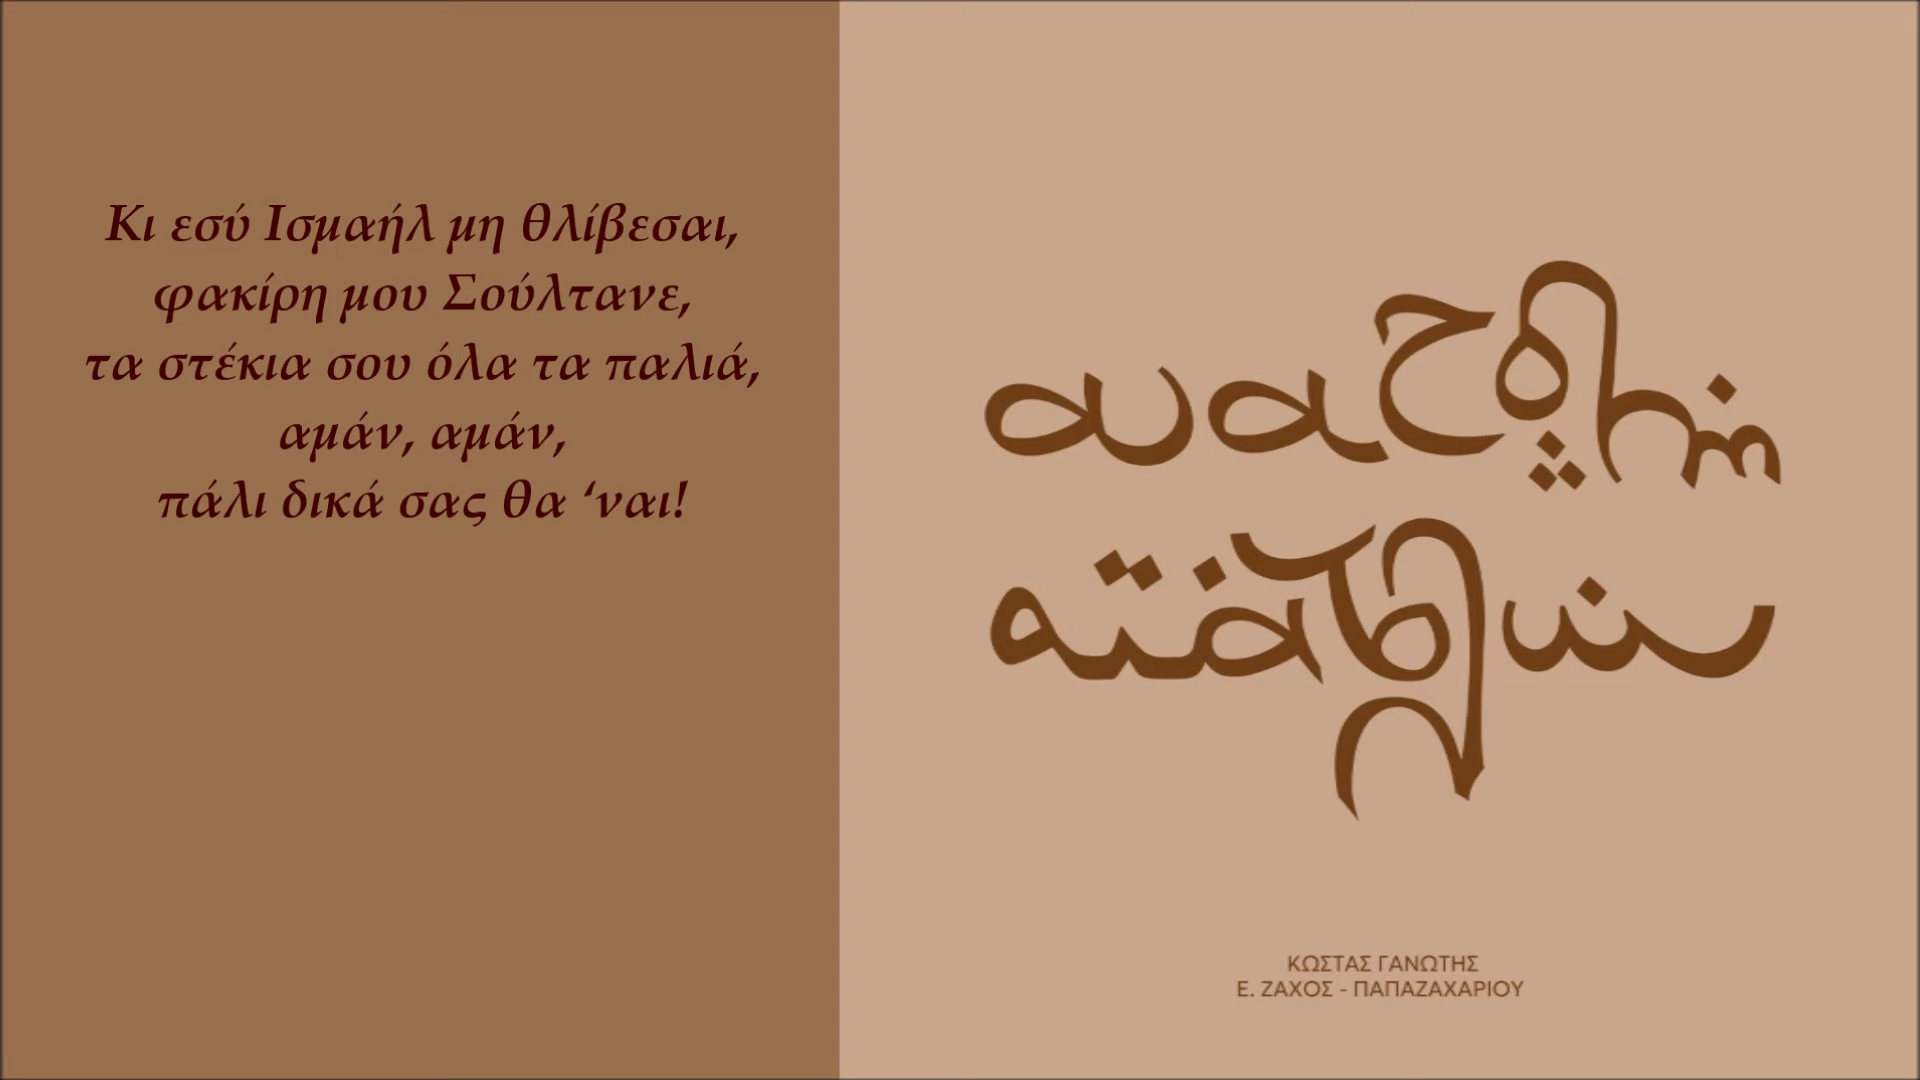 Κι εσύ Ισμαήλ μη θλίβεσαι,
φακίρη μου Σούλτανε,
τα στέκια σου όλα τα παλιά,
αμάν, αμάν,
πάλι δικά σας θα ‘ναι!
ΚΩΣΤΑΣ ΓΑΝΩΤΗΣ
Ε. ΖΑΧΟΣ - ΠΑΠΑΖΑΧΑΡΙΟΥ